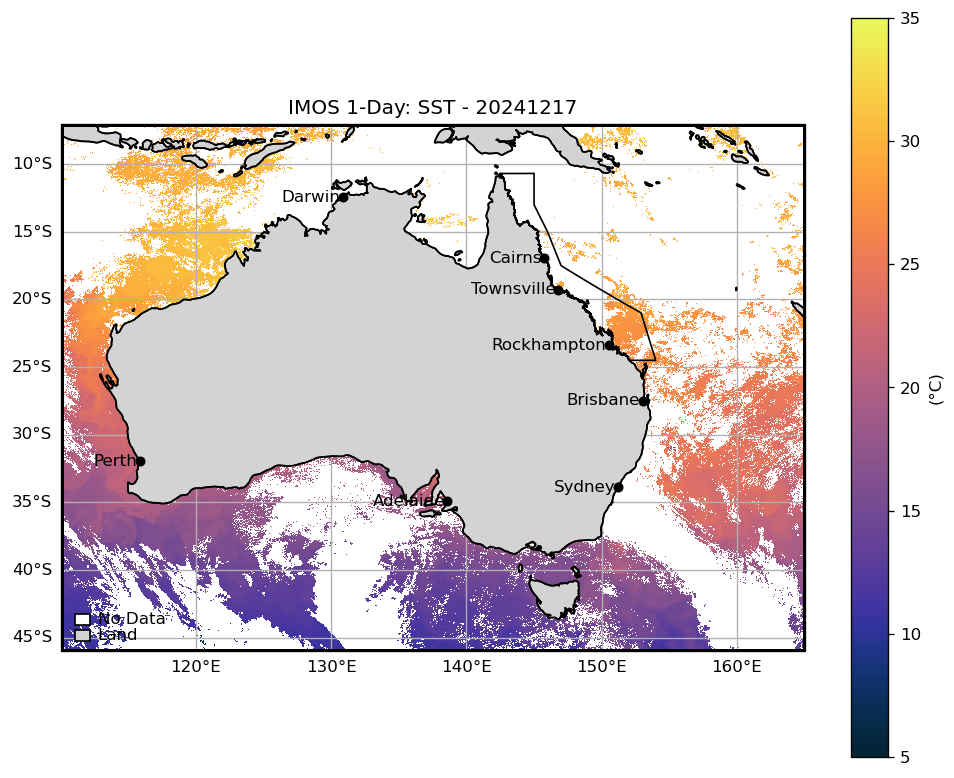 IMOS 1-Day: SST - 20241217
10°S
15°S
20°S
25°S
30°S
35°S
40°S
45°S
120°E
130°E
140°E
150°E
160°E
Darwin
Cairns
Townsville
Rockhampton
Brisbane
Perth
Sydney
Adelaide
No Data
Land
35
30
25
20
15
10
5
(°C)